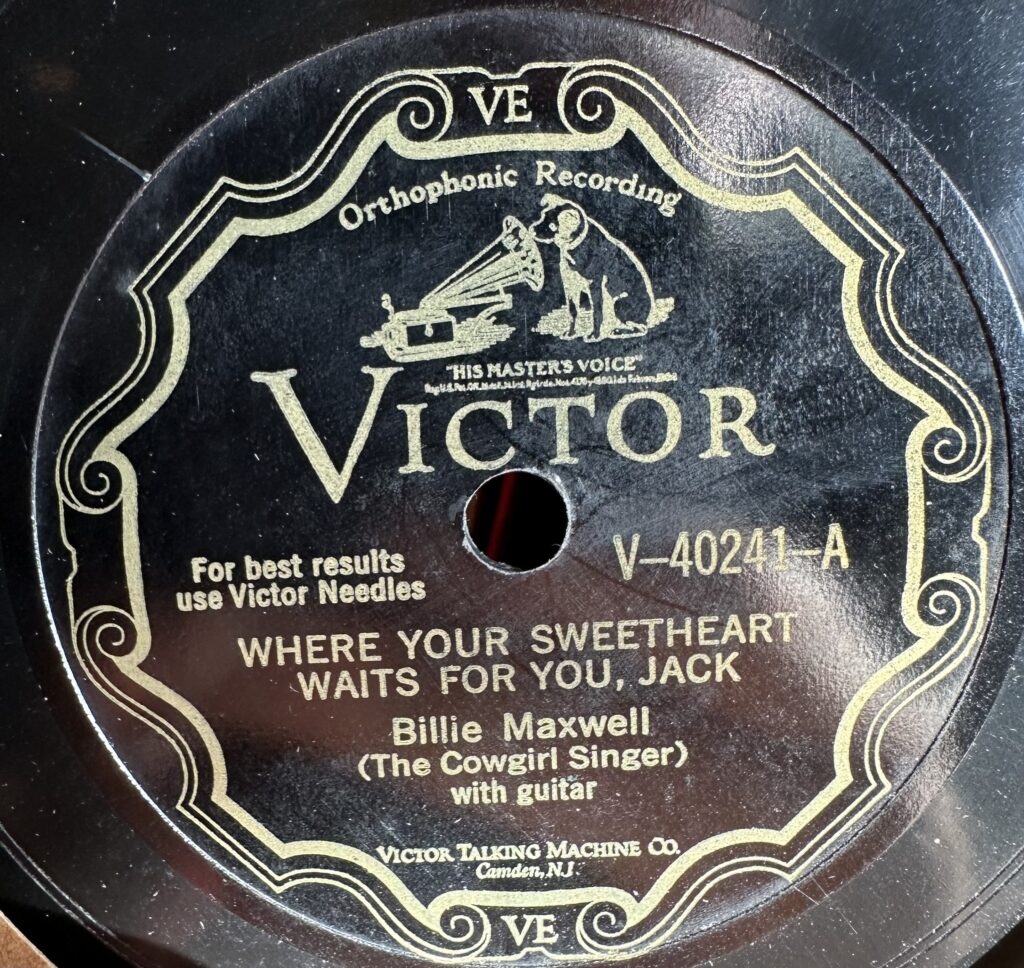 VE
Orthophonic Recording
"HIS MASTER'S VOICE"
VICTOR
V-40241-A
For best results
use Victor Needles
WHERE YOUR SWEETHEART
WAITS FOR YOU, JACK
Billie Maxwell
(The Cowgirl Singer)
with guitar
VICTOR TALKING MACHINE CO.
Camden, N.J.
VE